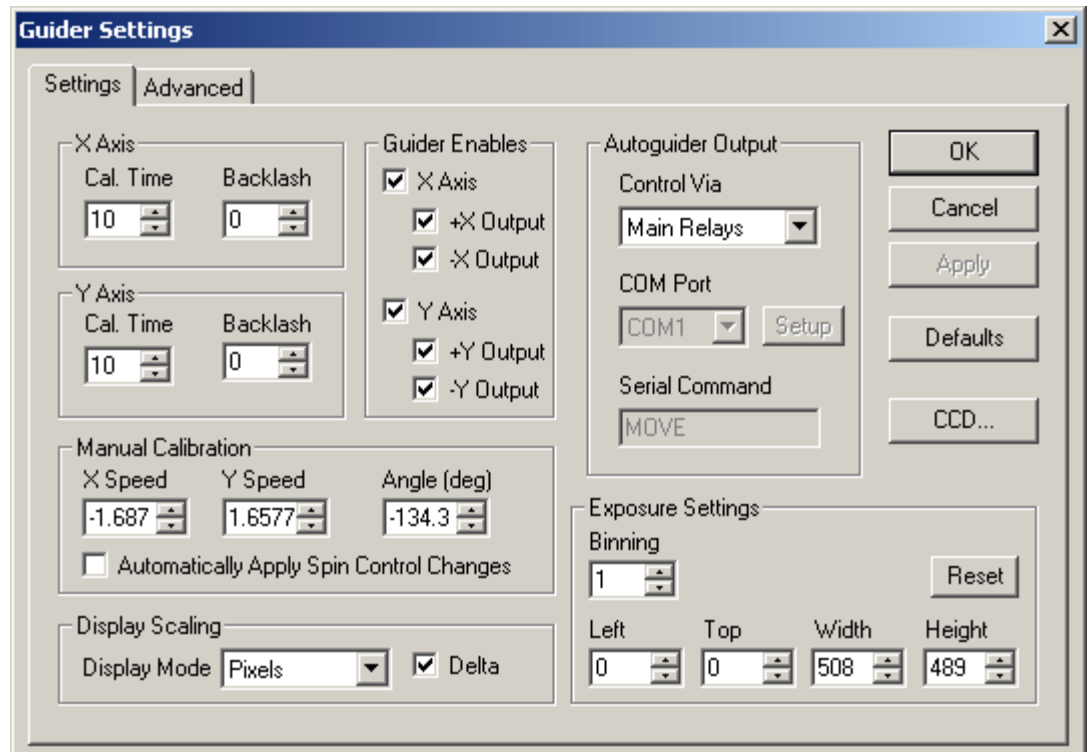 Guider Settings
Settings Advanced
X Axis
Cal. Time Backlash
10 0
Y Axis
Cal. Time Backlash
10 0
Guider Enables
X Axis
+X Output
-X Output
Y Axis
+Y Output
-Y Output
Autoguider Output
Control Via
Main Relays
COM Port
COM1 Setup
Serial Command
MOVE
OK
Cancel
Apply
Defaults
CCD...
Manual Calibration
X Speed Y Speed Angle (deg)
-1.687 1.6577 -134.3
Automatically Apply Spin Control Changes
Display Scaling
Display Mode Pixels Delta
Exposure Settings
Binning
1 Reset
Left Top Width Height
0 0 508 489